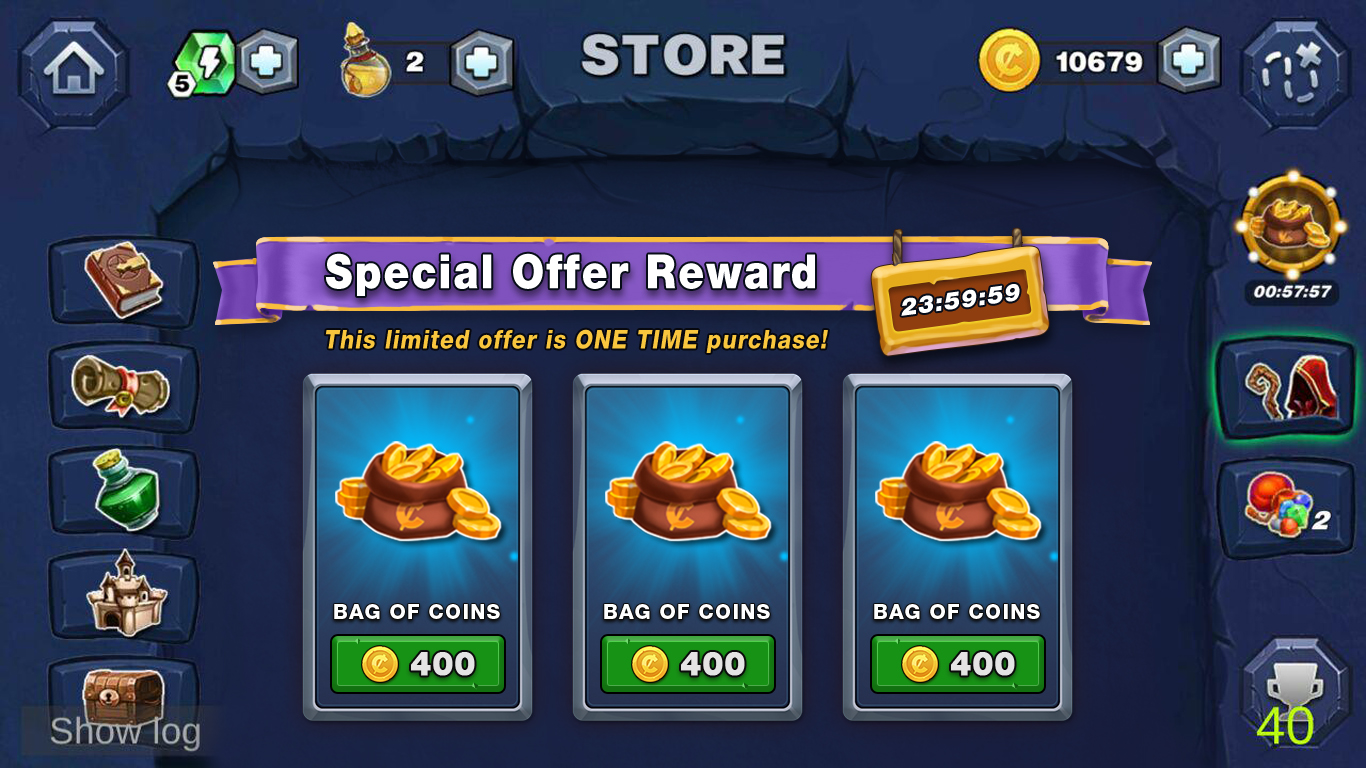 5
2
STORE
10679
Special Offer Reward
23:59:59
00:57:57
This limited offer is ONE TIME purchase!
2
BAG OF COINS
BAG OF COINS
BAG OF COINS
400
400
400
Show log
40